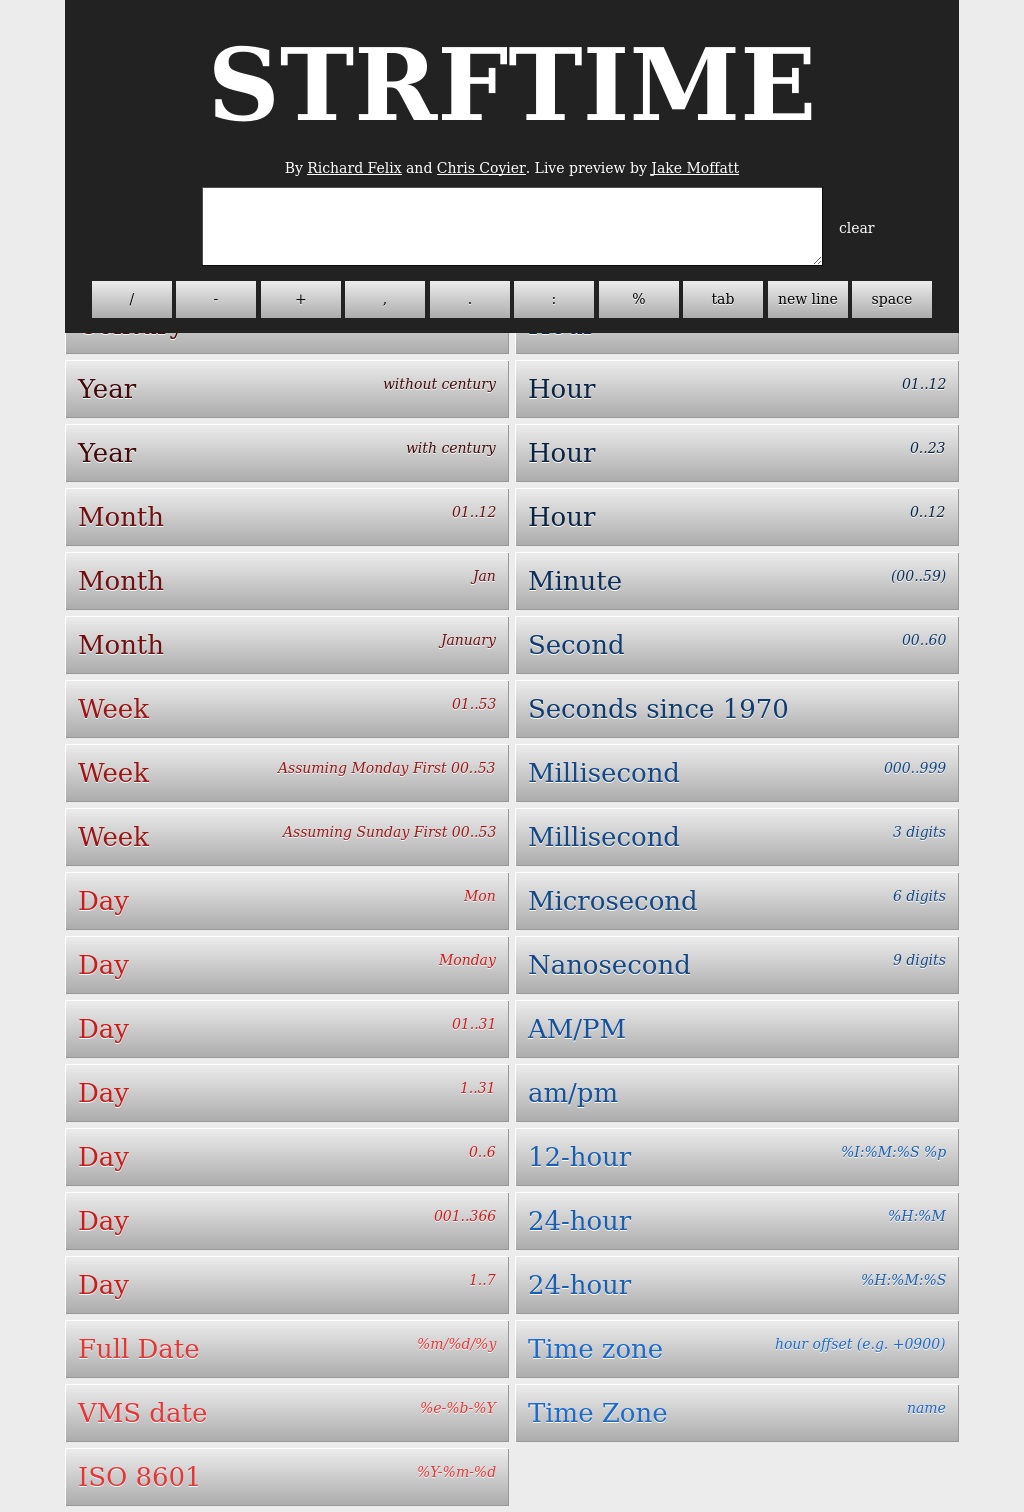 STRFTIME
By Richard Felix and Chris Coyier. Live preview by Jake Moffatt
clear
/ - + , . : % tab new line space
Year without century
Hour 01..12
Year with century
Hour 0..23
Month 01..12
Hour 0..12
Month Jan
Minute (00..59)
Month January
Second 00..60
Week 01..53
Seconds since 1970
Week Assuming Monday First 00..53
Millisecond 000..999
Week Assuming Sunday First 00..53
Millisecond 3 digits
Day Mon
Microsecond 6 digits
Day Monday
Nanosecond 9 digits
Day 01..31
AM/PM
Day 1..31
am/pm
Day 0..6
12-hour %I:%M:%S %p
Day 001..366
24-hour %H:%M
Day 1..7
24-hour %H:%M:%S
Full Date %m/%d/%y
Time zone hour offset (e.g. +0900)
VMS date %e-%b-%Y
Time Zone name
ISO 8601 %Y-%m-%d